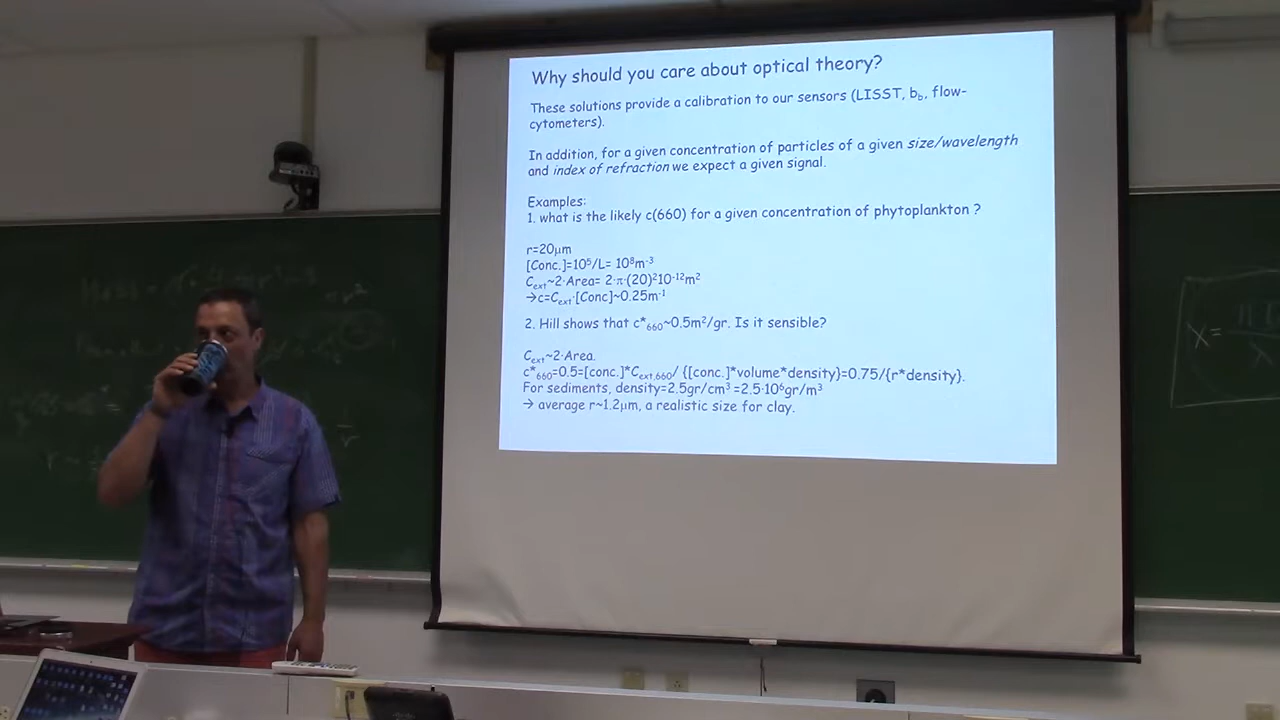 Why should you care about optical theory?
These solutions provide a calibration to our sensors (LISST, b_b, flow-
cytometers).
In addition, for a given concentration of particles of a given size/wavelength
and index of refraction we expect a given signal.
Examples:
1. what is the likely c(660) for a given concentration of phytoplankton ?
r=20μm
[Conc.]=10⁵/L= 10⁸m⁻³
C_ext~2·Area= 2·π·(20)²10⁻¹²m²
→c=C_ext·[Conc]~0.25m⁻¹
2. Hill shows that c*₆₆₀~0.5m²/gr. Is it sensible?
C_ext~2·Area.
c*₆₆₀=0.5=[conc.]*C_ext,660/ {[conc.]*volume*density}=0.75/{r*density}.
For sediments, density=2.5gr/cm³ =2.5·10⁶gr/m³
→ average r~1.2μm, a realistic size for clay.
X=